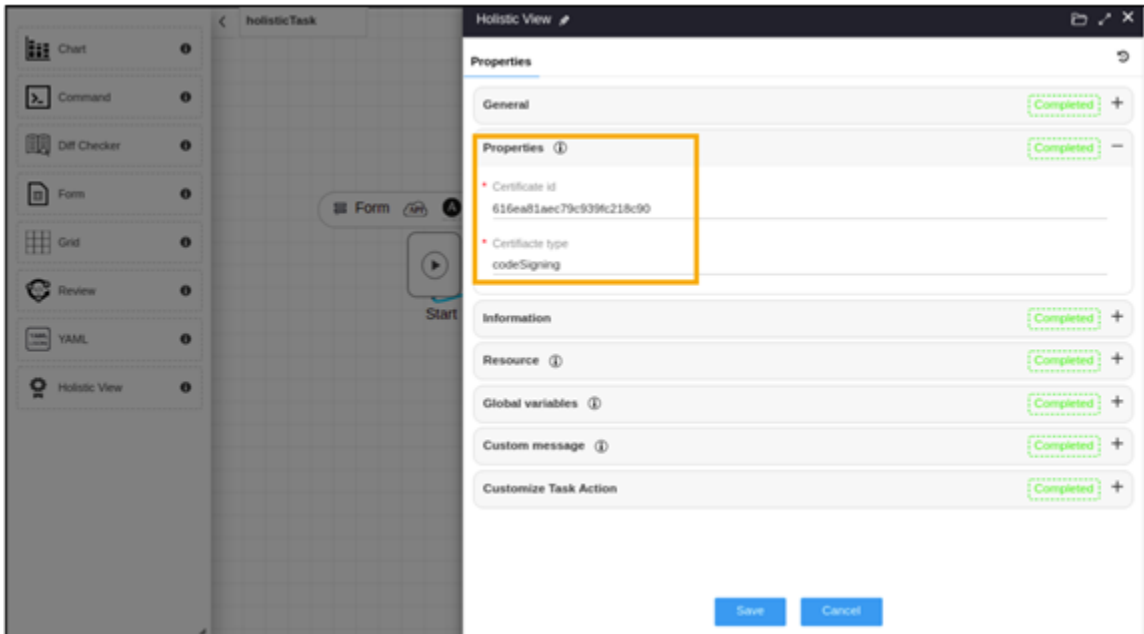 holisticTask
Chart
Command
Diff Checker
Form
Grid
Review
YAML
Holistic View
Form API A
Start
Holistic View
Properties
General Completed +
Properties Completed −
* Certificate id
616ea81aec79c939fc218c90
* Certifiacte type
codeSigning
Information Completed +
Resource Completed +
Global variables Completed +
Custom message Completed +
Customize Task Action Completed +
Save Cancel